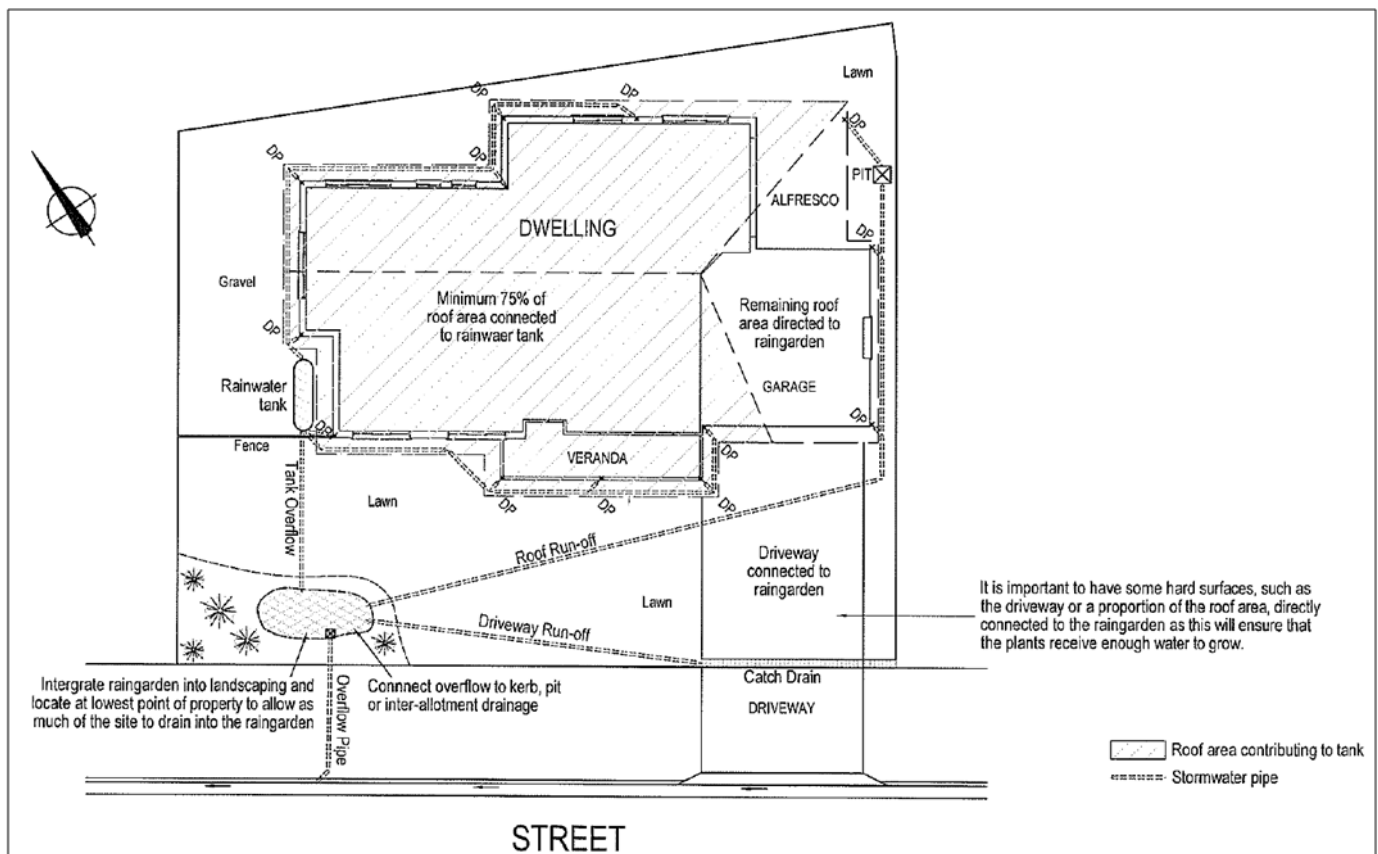 Lawn
DP
DP
DP
DP
DP
PIT
ALFRESCO
DWELLING
DP
Gravel
Minimum 75% of
roof area connected
to rainwaer tank
Remaining roof
area directed to
raingarden
DP
Rainwater
tank
GARAGE
DP
DP
Fence
VERANDA
DP
Tank Overflow
Lawn
DP
DP
DP
Roof Run-off
Driveway
connected to
raingarden
It is important to have some hard surfaces, such as
the driveway or a proportion of the roof area, directly
connected to the raingarden as this will ensure that
the plants receive enough water to grow.
Lawn
Driveway Run-off
Intergrate raingarden into landscaping and
locate at lowest point of property to allow as
much of the site to drain into the raingarden
Overflow Pipe
Connnect overflow to kerb, pit
or inter-allotment drainage
Catch Drain
DRIVEWAY
Roof area contributing to tank
Stormwater pipe
STREET